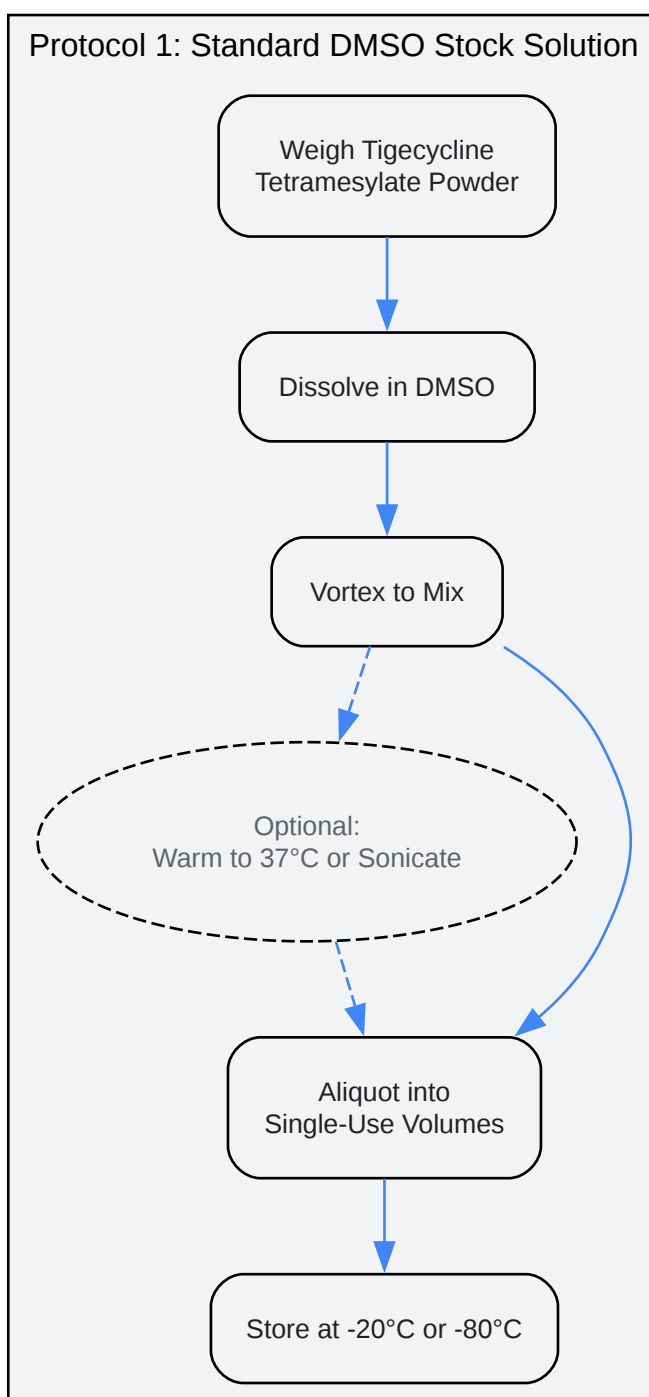 Protocol 1: Standard DMSO Stock Solution
Weigh Tigecycline
Tetramesylate Powder
Dissolve in DMSO
Vortex to Mix
Optional:
Warm to 37°C or Sonicate
Aliquot into
Single-Use Volumes
Store at -20°C or -80°C